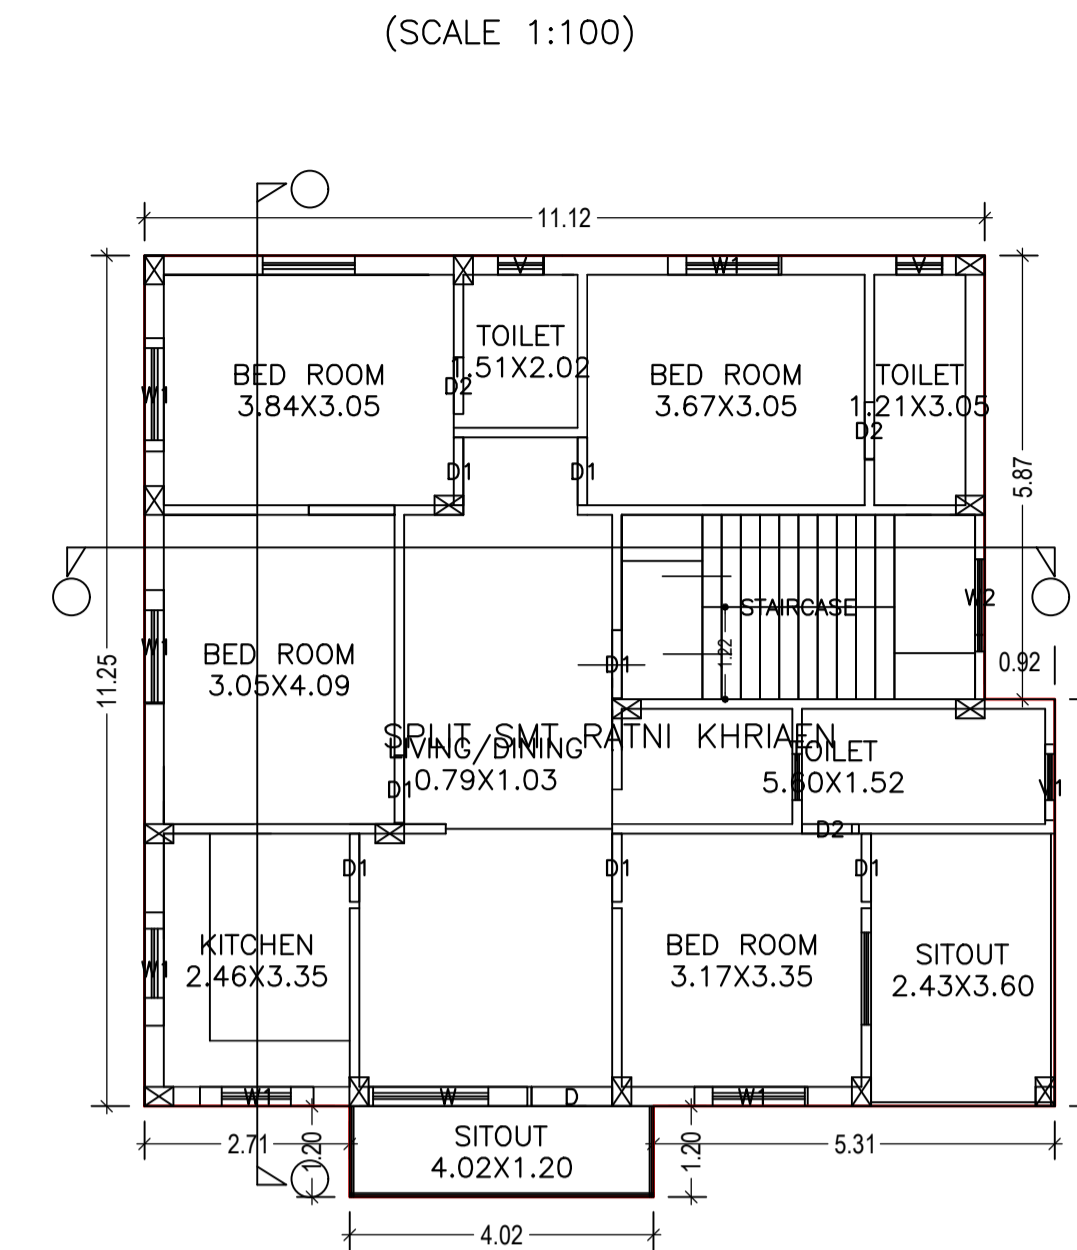 (SCALE 1:100)
11.12
V
W1
V
TOILET
1.51X2.02
BED ROOM
3.84X3.05
BED ROOM
3.67X3.05
TOILET
1.21X3.05
W1
D2
D2
D1
D1
5.87
W2
STAIRCASE
1.22
D1
0.92
11.25
W1
BED ROOM
3.05X4.09
SPLIT SMT RATNI KHRIAEN
LIVING/DINING
0.79X1.03
TOILET
5.60X1.52
D1
V1
D2
D1
D1
D1
KITCHEN
2.46X3.35
W1
BED ROOM
3.17X3.35
SITOUT
2.43X3.60
W1
W
D
W1
SITOUT
4.02X1.20
2.71
1.20
1.20
5.31
4.02